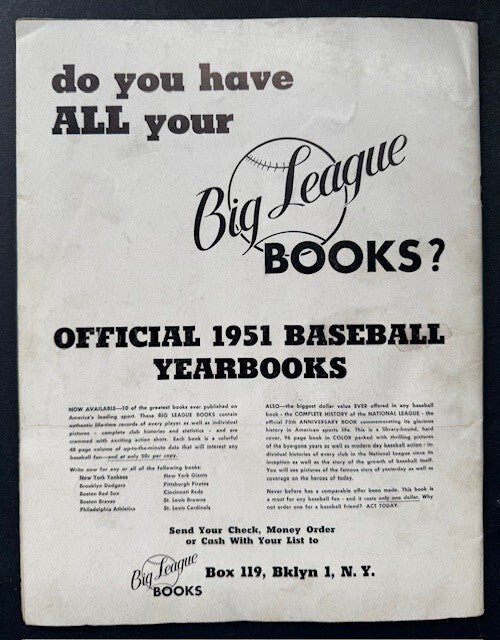 do you have
ALL your
Big League
BOOKS?
OFFICIAL 1951 BASEBALL
YEARBOOKS
NOW AVAILABLE—10 of the greatest books ever published on
America's leading sport. These BIG LEAGUE BOOKS contain
authentic life-time records of every player as well as individual
pictures - complete club histories and statistics - and are
crammed with exciting action shots. Each book is a colorful
48 page volume of up-to-the-minute data that will interest any
baseball fan—and at only 50c per copy.
Write now for any or all of the following books:
New York Yankees
Brooklyn Dodgers
Boston Red Sox
Boston Braves
Philadelphia Athletics
New York Giants
Pittsburgh Pirates
Cincinnati Reds
St. Louis Browns
St. Louis Cardinals
ALSO—the biggest dollar value EVER offered in any baseball
book - the COMPLETE HISTORY of the NATIONAL LEAGUE - the
official 75th ANNIVERSARY BOOK commemorating its glorious
history in American sports life. This is a library-bound, hard
cover, 96 page book in COLOR packed with thrilling pictures
of the bye-gone years as well as modern day baseball action - in-
dividual histories of every club in the National League since its
inception as well as the story of the growth of baseball itself.
You will see pictures of the famous stars of yesterday as well as
coverage on the heroes of today.
Never before has a comparable offer been made. This book is
a must for any baseball fan - and it costs only one dollar. Why
not order one for a baseball friend? ACT TODAY.
Send Your Check, Money Order
or Cash With Your List to
Big League
BOOKS
Box 119, Bklyn 1, N. Y.